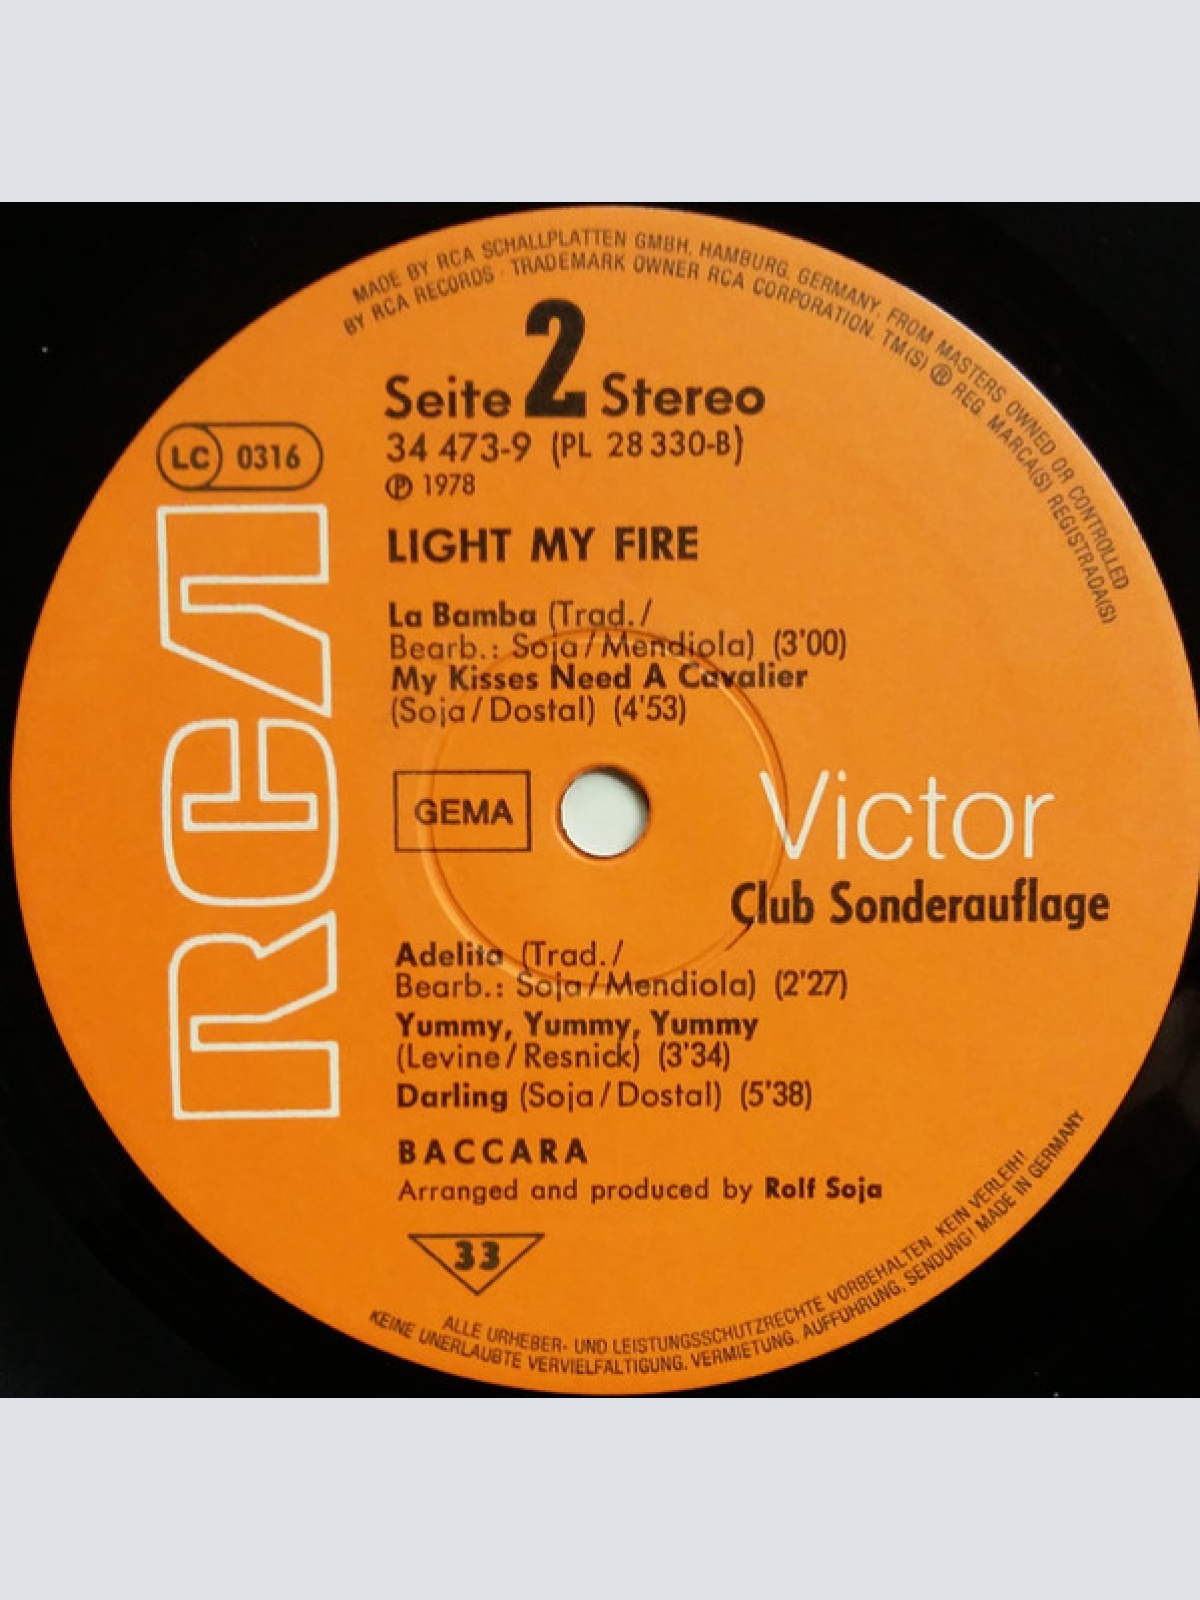 MADE BY RCA SCHALLPLATTEN GMBH, HAMBURG, GERMANY, FROM MASTERS OWNED OR CONTROLLED
BY RCA RECORDS · TRADEMARK OWNER RCA CORPORATION. TM(S) ® REG. MARCA(S) REGISTRADA(S)
Seite 2 Stereo
34 473-9 (PL 28 330-B)
℗ 1978
LC 0316
RCA
LIGHT MY FIRE
La Bamba (Trad./
Bearb.: Soja/Mendiola) (3'00)
My Kisses Need A Cavalier
(Soja/Dostal) (4'53)
GEMA
Victor
Club Sonderauflage
Adelita (Trad./
Bearb.: Soja/Mendiola) (2'27)
Yummy, Yummy, Yummy
(Levine/Resnick) (3'34)
Darling (Soja/Dostal) (5'38)
BACCARA
Arranged and produced by Rolf Soja
33
ALLE URHEBER- UND LEISTUNGSSCHUTZRECHTE VORBEHALTEN. KEIN VERLEIH!
KEINE UNERLAUBTE VERVIELFÄLTIGUNG, VERMIETUNG, AUFFÜHRUNG, SENDUNG! MADE IN GERMANY